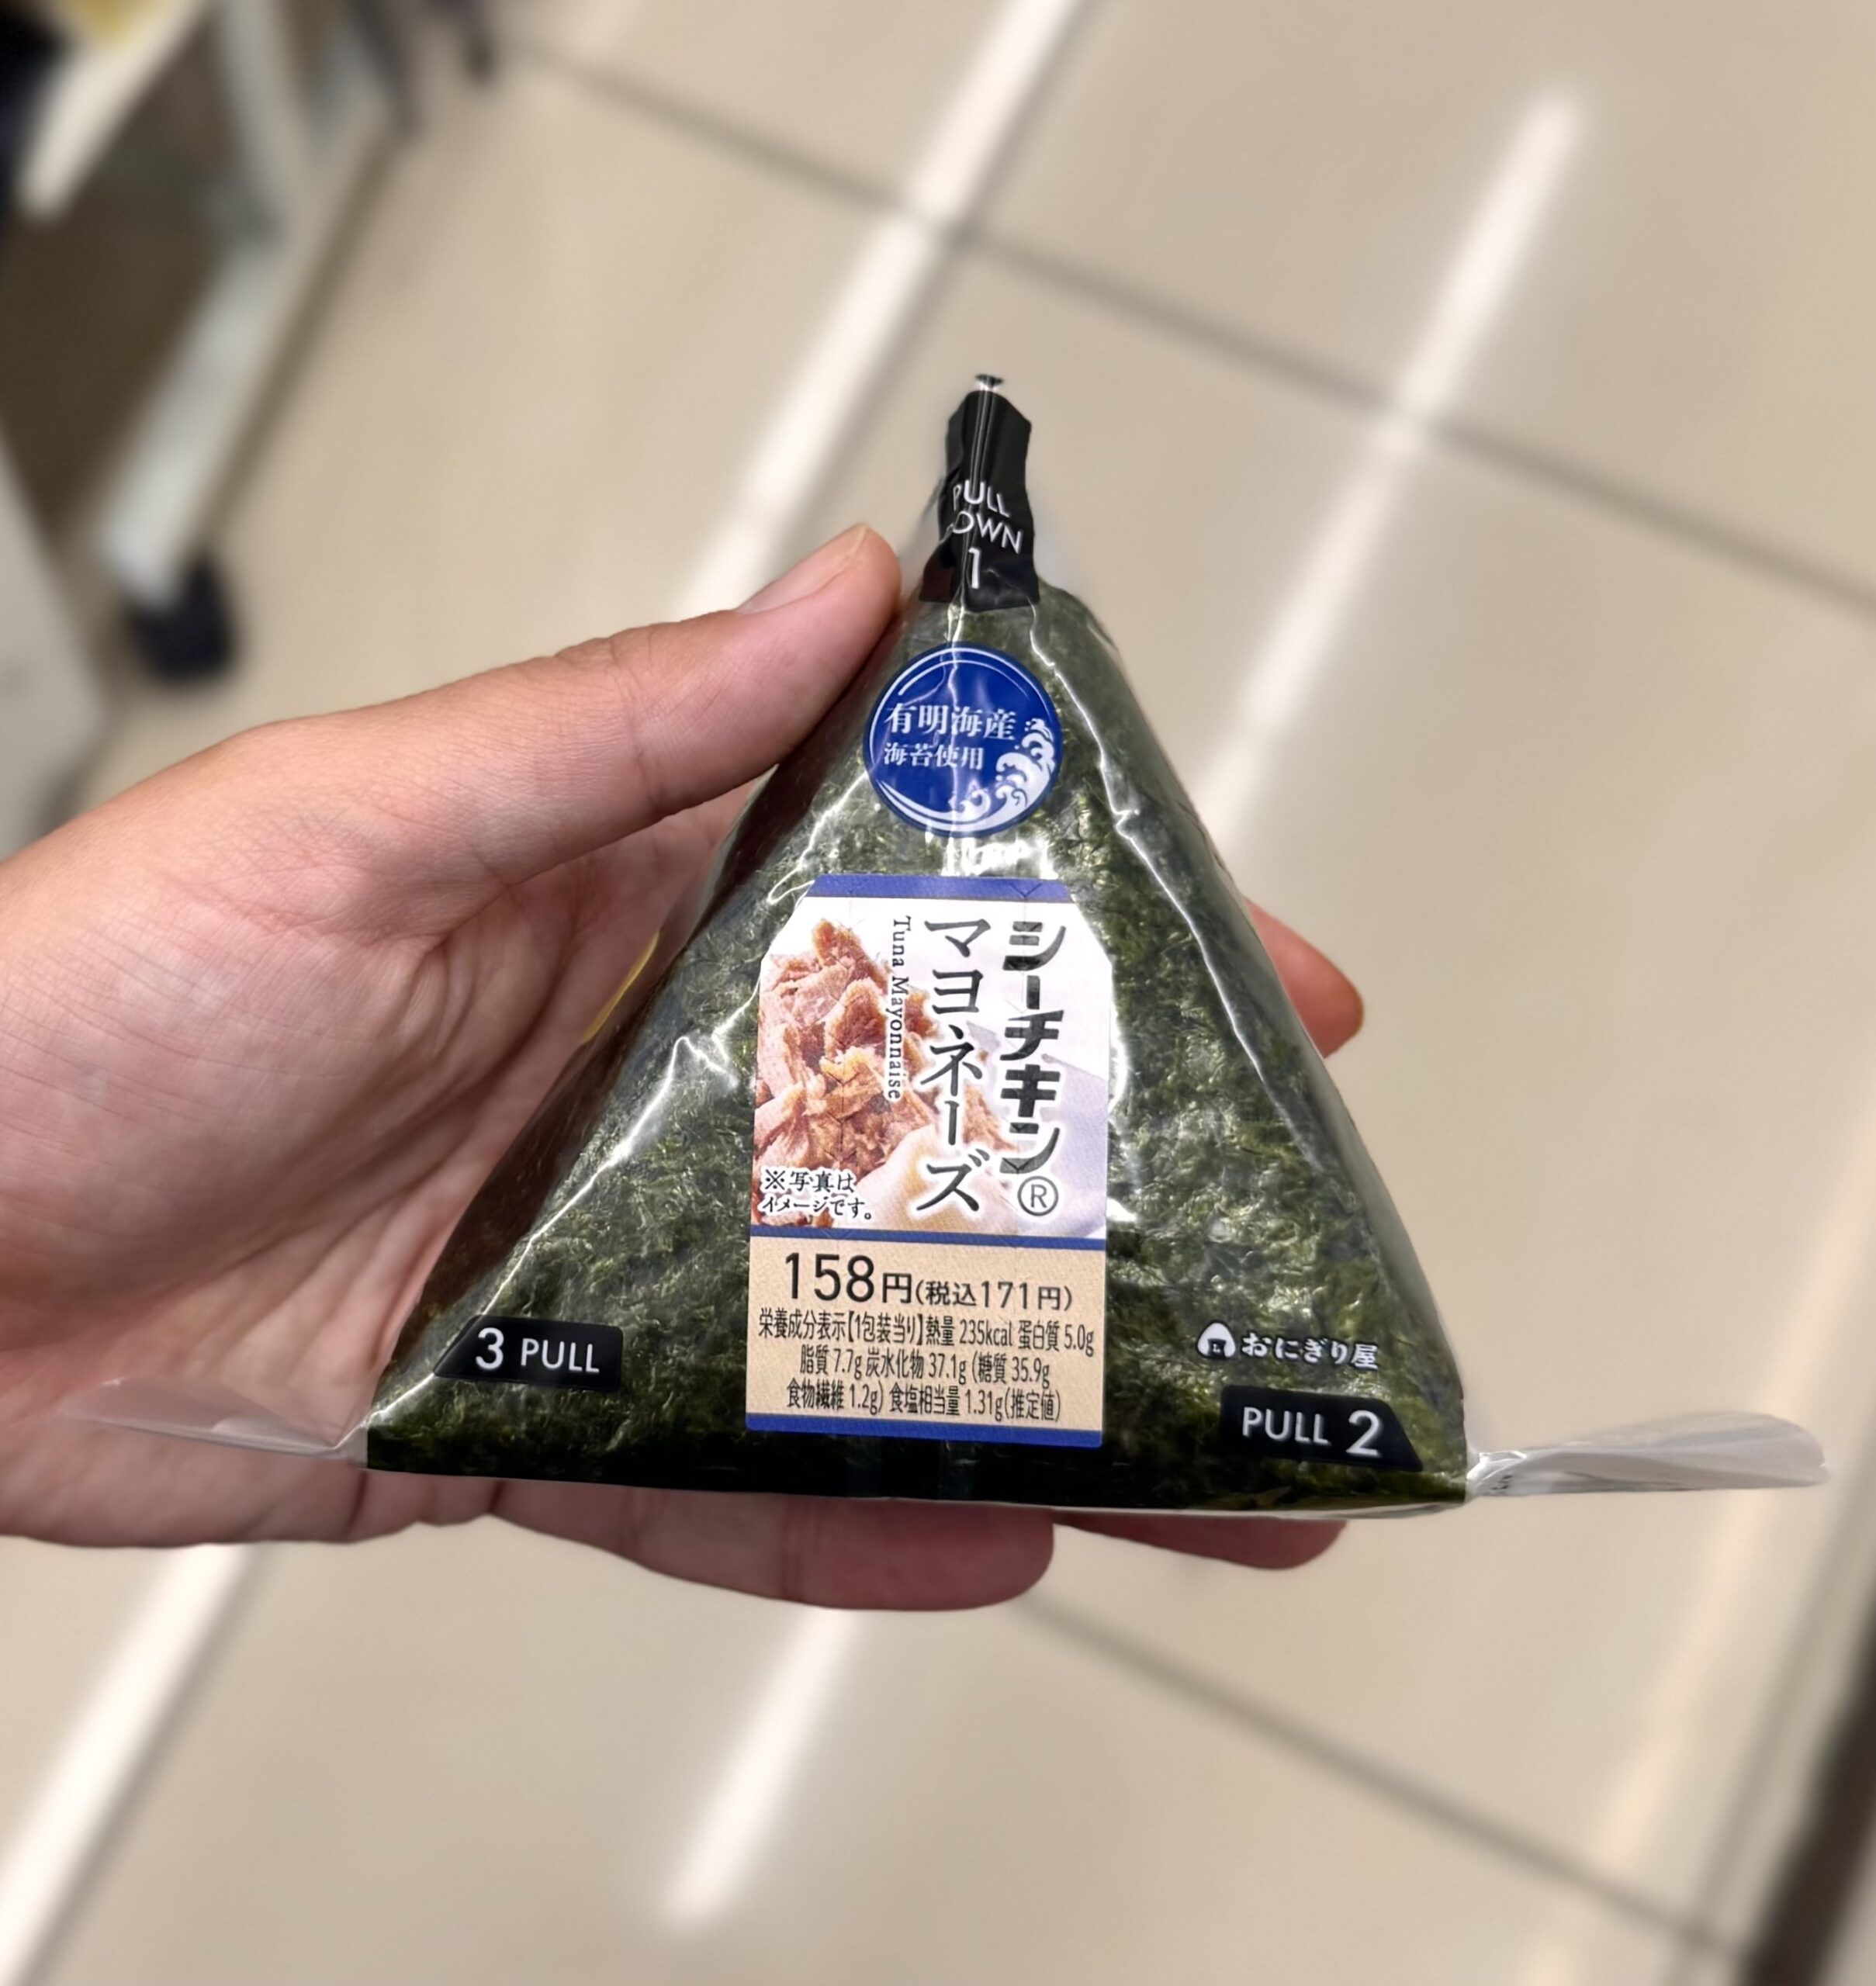 PULL
DOWN
1
有明海産
海苔使用
シーチキン®
マヨネーズ
Tuna Mayonnaise
※写真は
イメージです。
158円(税込171円)
栄養成分表示【1包装当り】熱量 235kcal 蛋白質 5.0g
脂質 7.7g 炭水化物 37.1g (糖質 35.9g
食物繊維 1.2g) 食塩相当量 1.31g(推定値)
3 PULL
おにぎり屋
PULL 2